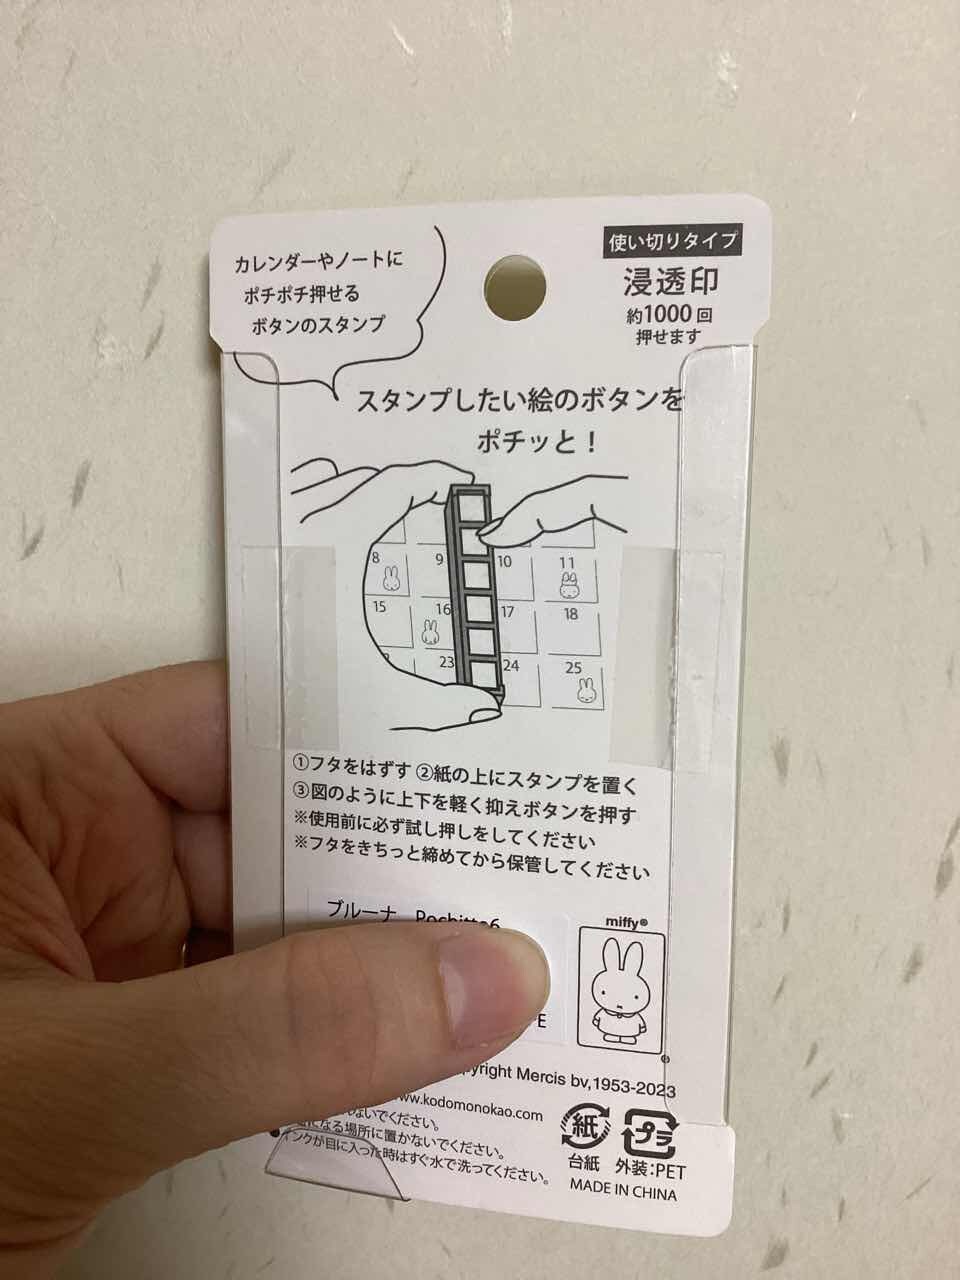 カレンダーやノートに
ポチポチ押せる
ボタンのスタンプ
使い切りタイプ
浸透印
約1000回
押せます
スタンプしたい絵のボタンを
ポチッと!
8 9 10 11
15 16 17 18
23 24 25
①フタをはずす ②紙の上にスタンプを置く
③図のように上下を軽く抑えボタンを押す
※使用前に必ず試し押しをしてください
※フタをきちっと締めてから保管してください
ブルーナ Pochitto6
E
miffy®
Mercis bv,1953-2023
www.kodomonokao.com
ないでください。
になる場所に置かないでください。
●インクが目に入った時はすぐ水で洗ってください。
紙 プラ
台紙 外装:PET
MADE IN CHINA